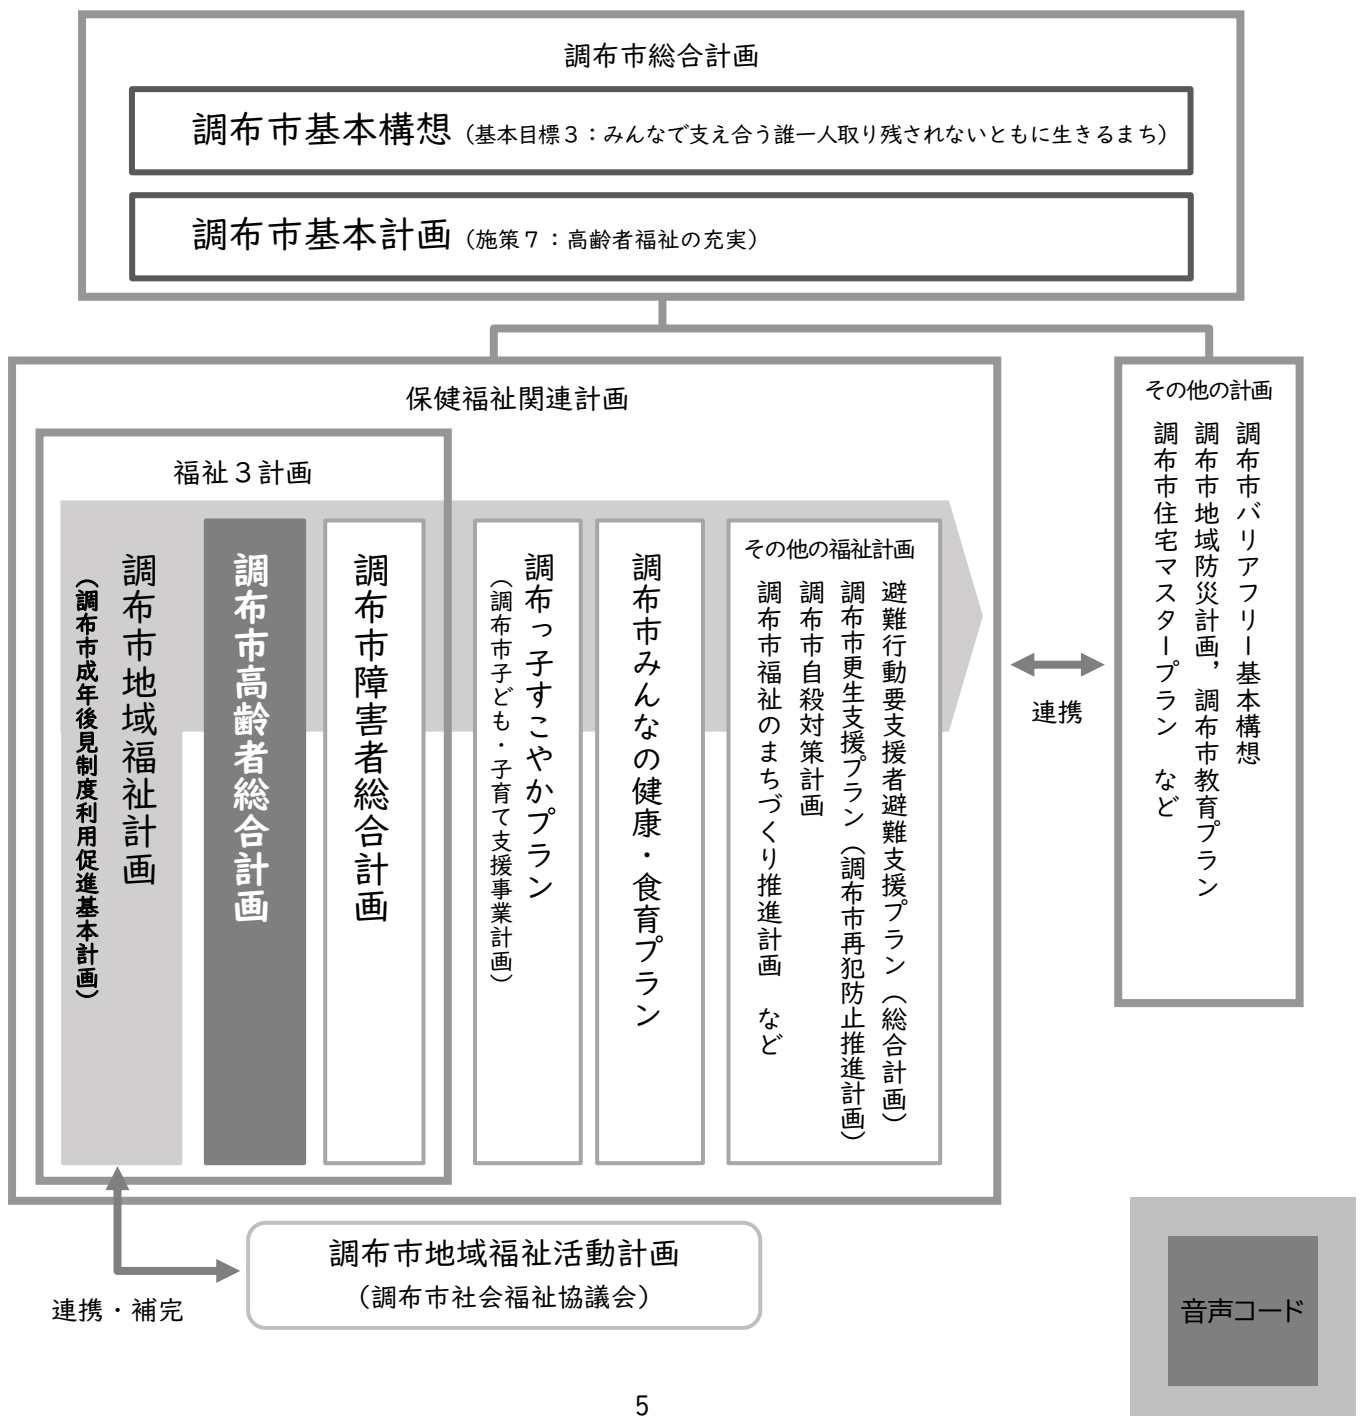 調布市総合計画
調布市基本構想（基本目標３：みんなで支え合う誰一人取り残されないともに生きるまち）
調布市基本計画（施策７：高齢者福祉の充実）
保健福祉関連計画
福祉３計画
調布市地域福祉計画
（調布市成年後見制度利用促進基本計画）
調布市高齢者総合計画
調布市障害者総合計画
調布っ子すこやかプラン
（調布市子ども・子育て支援事業計画）
調布市みんなの健康・食育プラン
その他の福祉計画
避難行動要支援者避難支援プラン（総合計画）
調布市更生支援プラン（調布市再犯防止推進計画）
調布市自殺対策計画
調布市福祉のまちづくり推進計画　など
連携
その他の計画
調布市バリアフリー基本構想
調布市地域防災計画，調布市教育プラン
調布市住宅マスタープラン　など
連携・補完
調布市地域福祉活動計画
（調布市社会福祉協議会）
音声コード
5